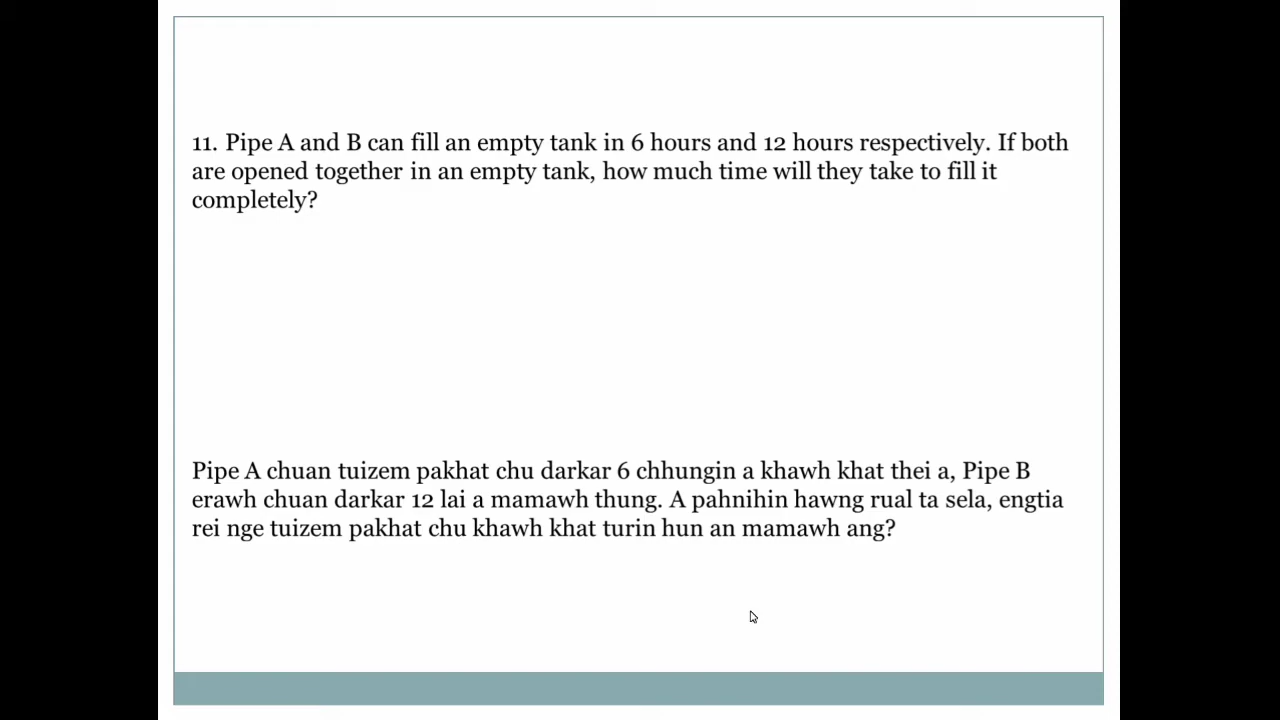 11. Pipe A and B can fill an empty tank in 6 hours and 12 hours respectively. If both
are opened together in an empty tank, how much time will they take to fill it
completely?
Pipe A chuan tuizem pakhat chu darkar 6 chhungin a khawh khat thei a, Pipe B
erawh chuan darkar 12 lai a mamawh thung. A pahnihin hawng rual ta sela, engtia
rei nge tuizem pakhat chu khawh khat turin hun an mamawh ang?